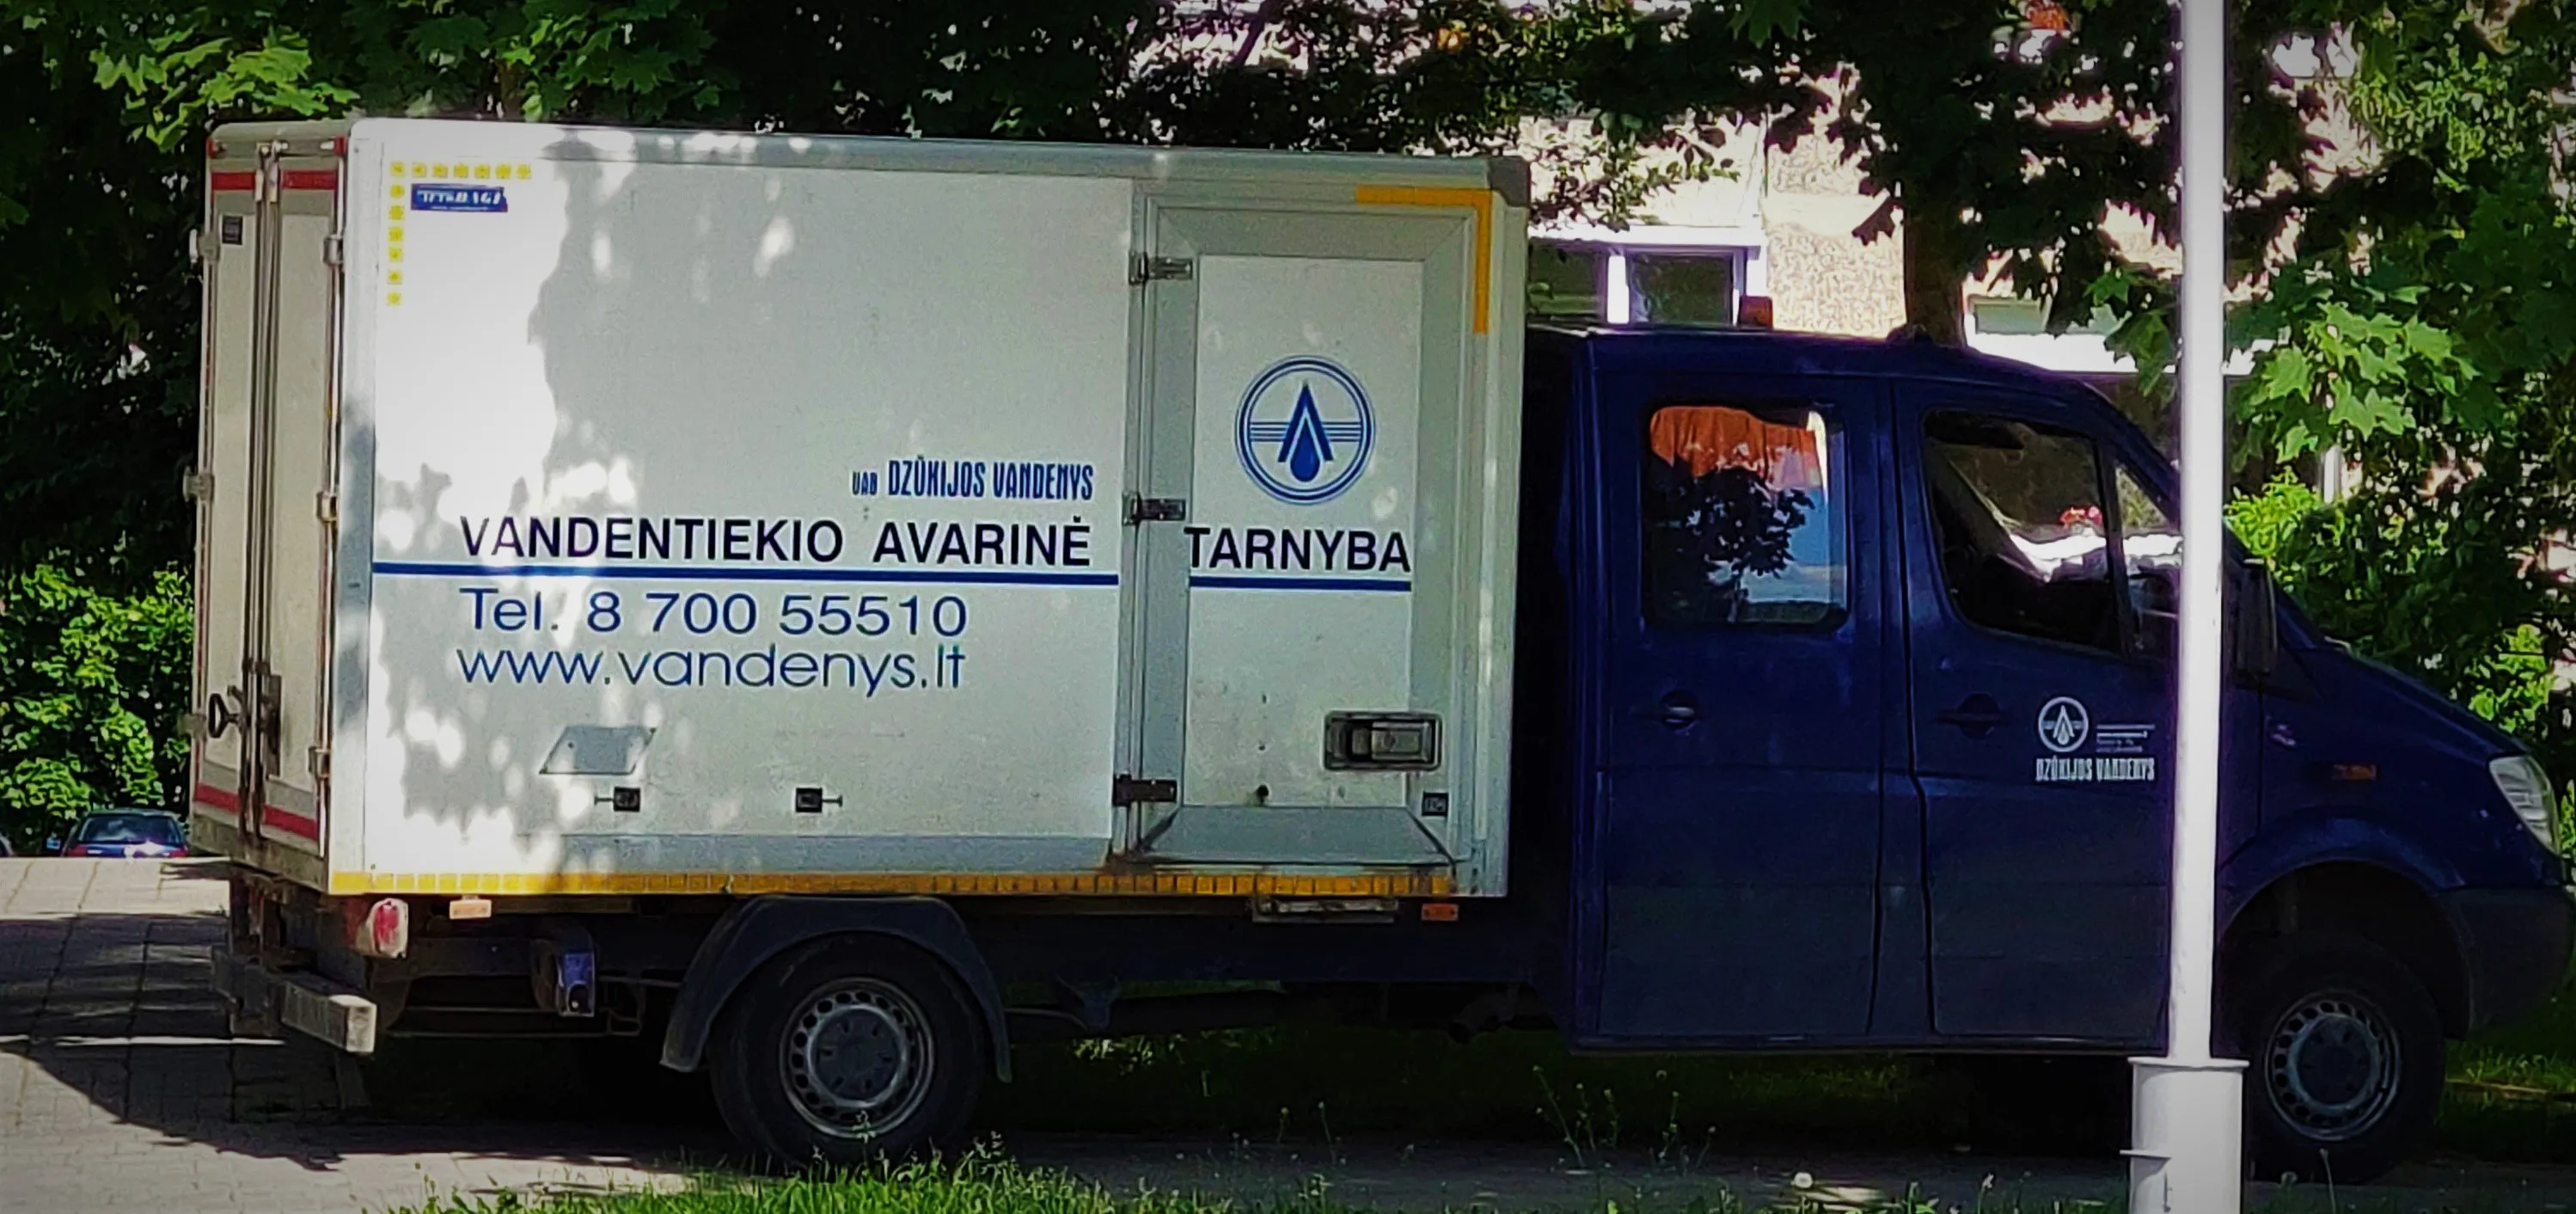 UAB DZŪKIJOS VANDENYS
VANDENTIEKIO AVARINĖ TARNYBA
Tel. 8 700 55510
www.vandenys.lt
DZŪKIJOS VANDENYS